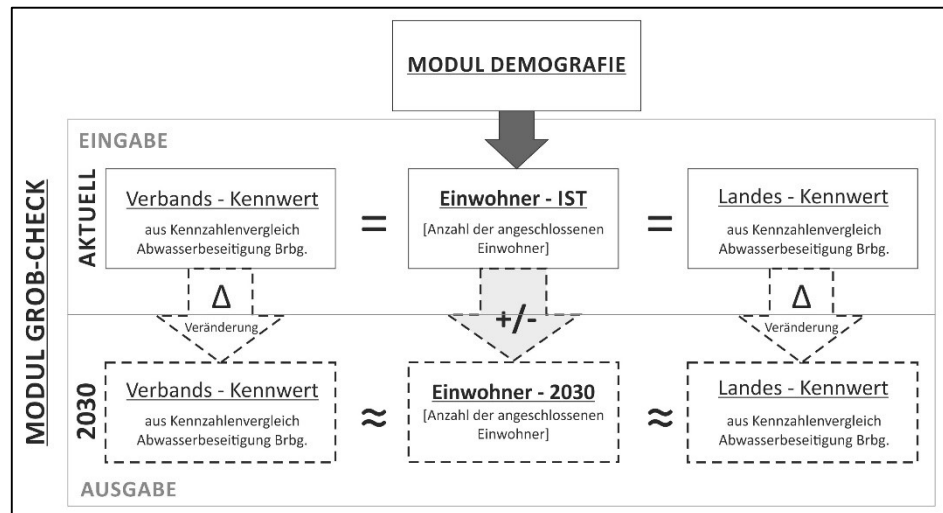 MODUL DEMOGRAFIE
MODUL GROB-CHECK
EINGABE
AKTUELL
Verbands - Kennwert
aus Kennzahlenvergleich
Abwasserbeseitigung Brbg.
=
Einwohner - IST
[Anzahl der angeschlossenen
Einwohner]
=
Landes - Kennwert
aus Kennzahlenvergleich
Abwasserbeseitigung Brbg.
Δ
Veränderung
+/-
Δ
Veränderung
2030
Verbands - Kennwert
aus Kennzahlenvergleich
Abwasserbeseitigung Brbg.
≈
Einwohner - 2030
[Anzahl der angeschlossenen
Einwohner]
≈
Landes - Kennwert
aus Kennzahlenvergleich
Abwasserbeseitigung Brbg.
AUSGABE